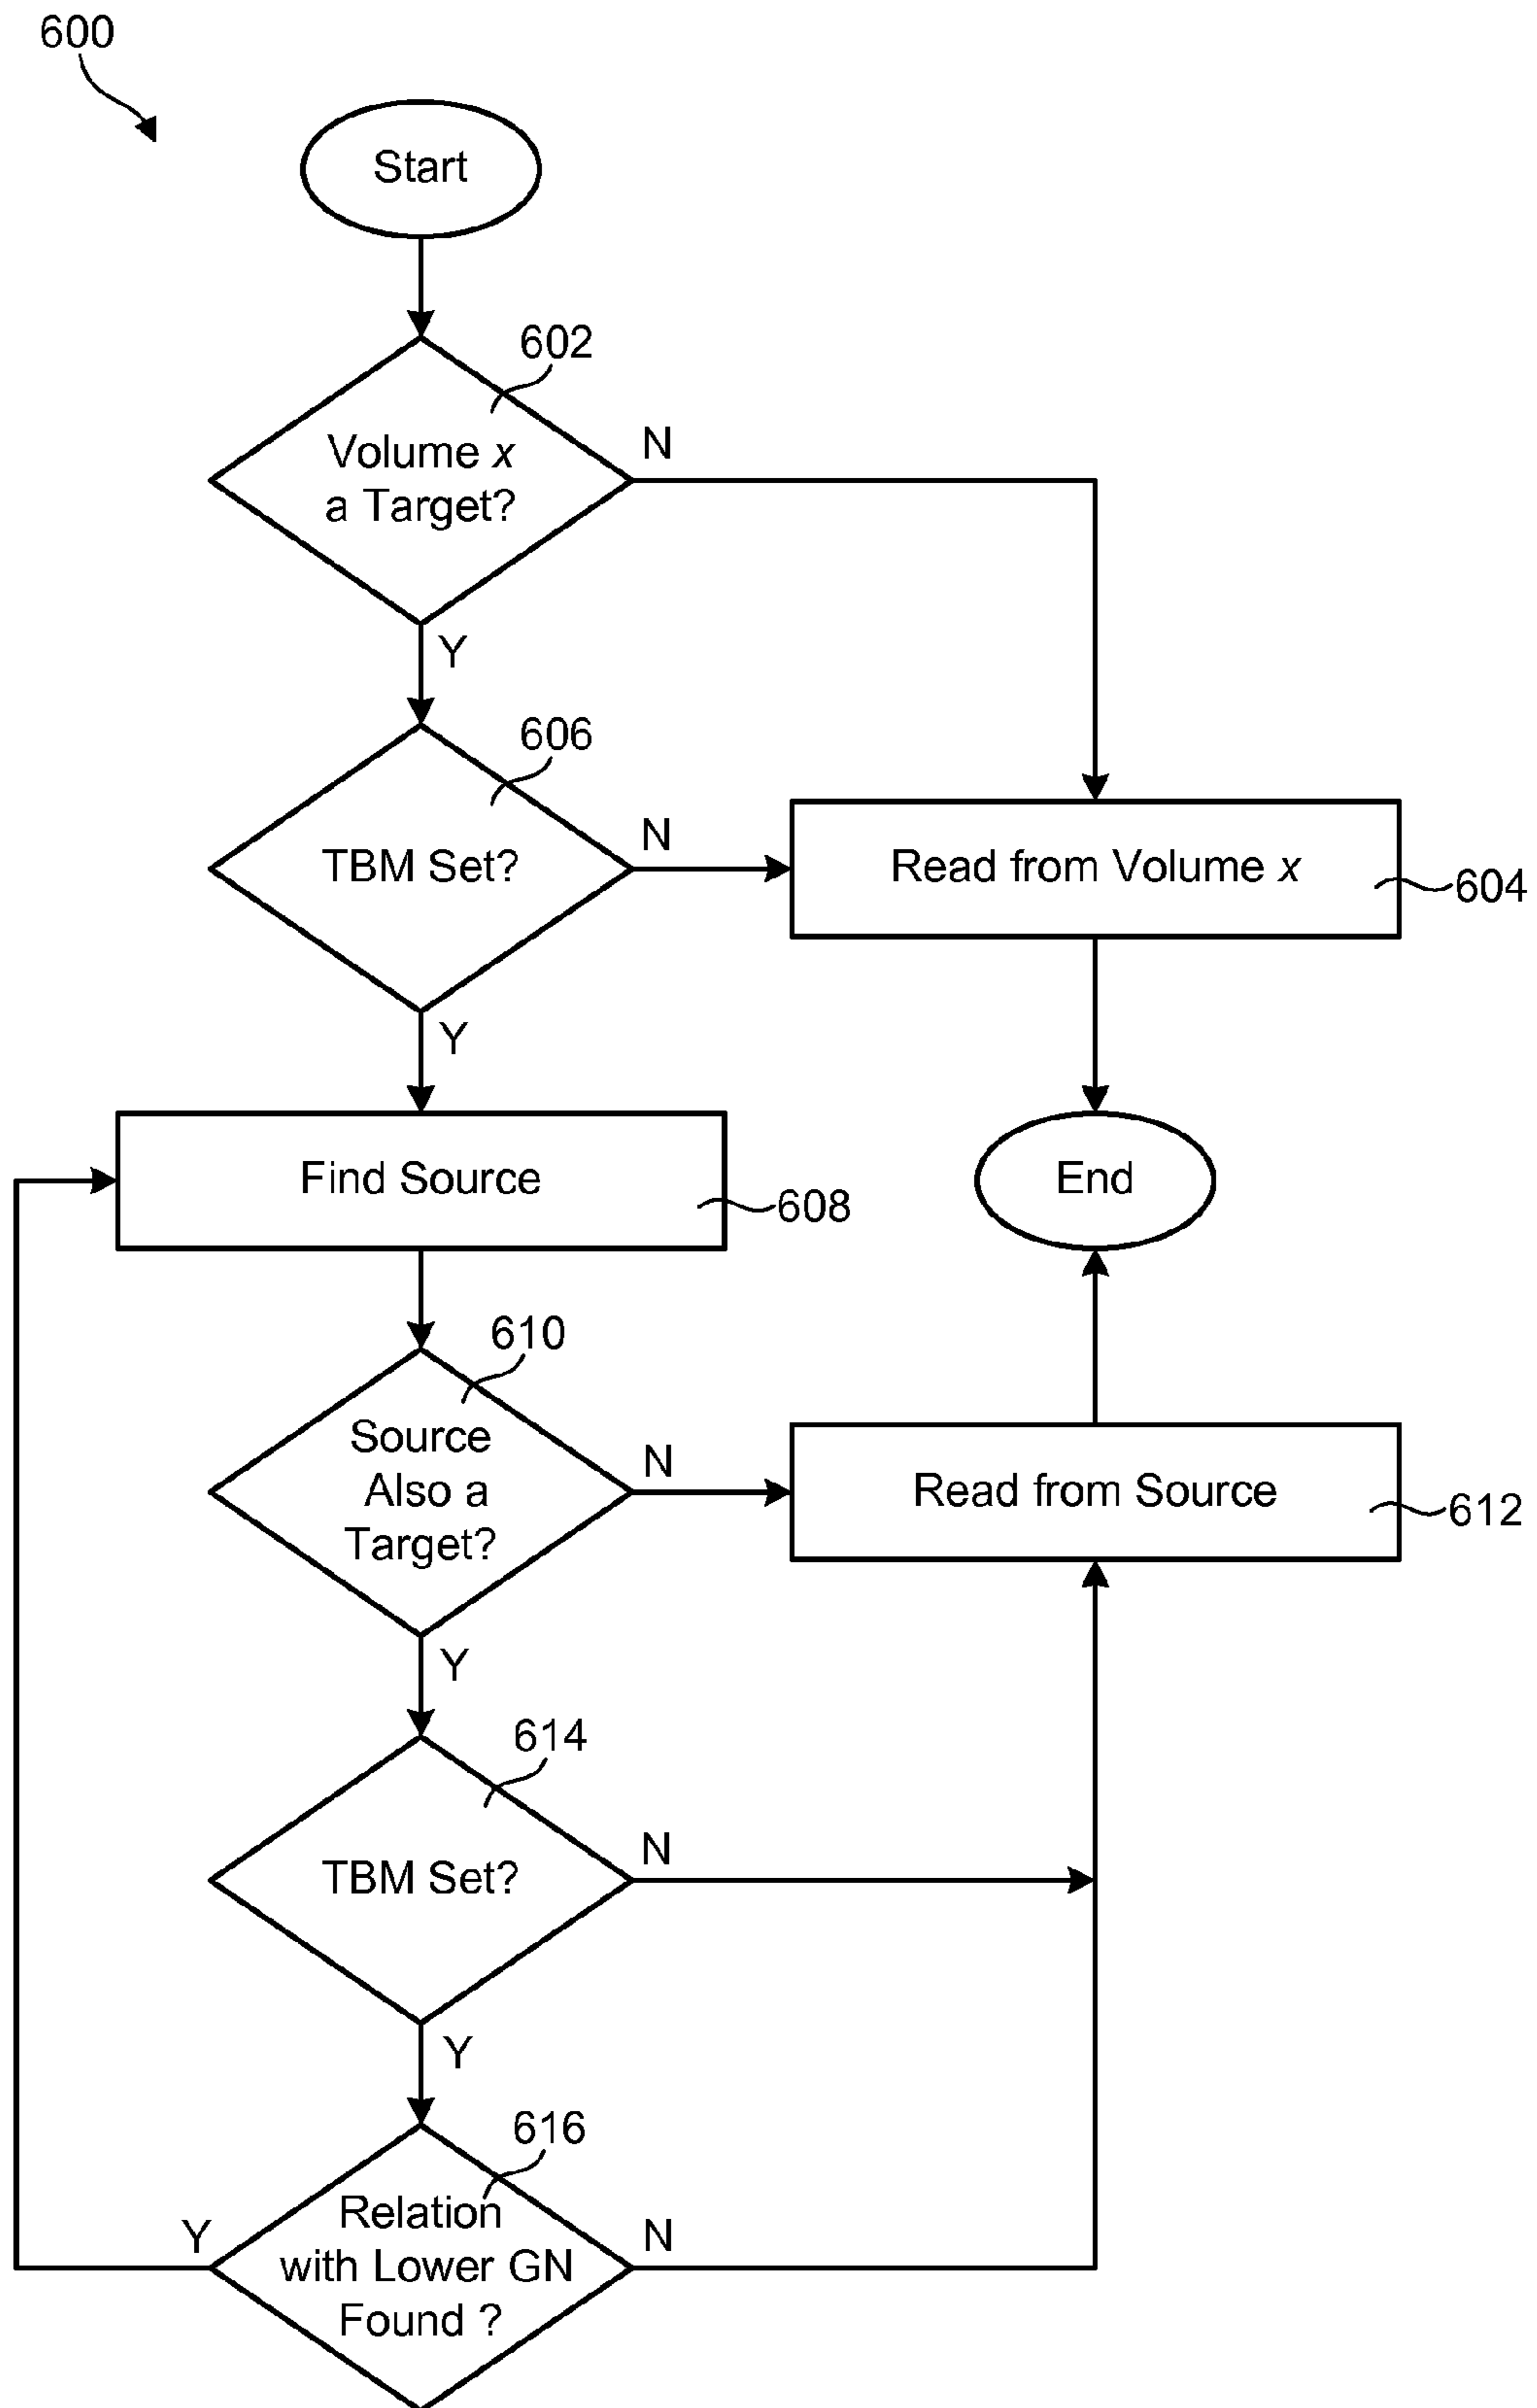 600
Start
602
Volume x
a Target?
N
Y
606
TBM Set?
N
Read from Volume x
604
Y
Find Source
608
End
610
Source
Also a
Target?
N
Read from Source
612
Y
614
TBM Set?
N
Y
616
Relation
with Lower GN
Found ?
Y
N